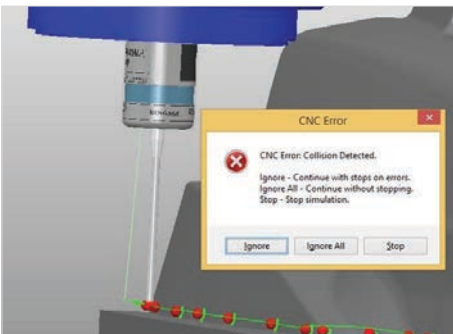 CNC Error
CNC Error: Collision Detected.
Ignore - Continue with stops on errors.
Ignore All - Continue without stopping.
Stop - Stop simulation.
Ignore
Ignore All
Stop